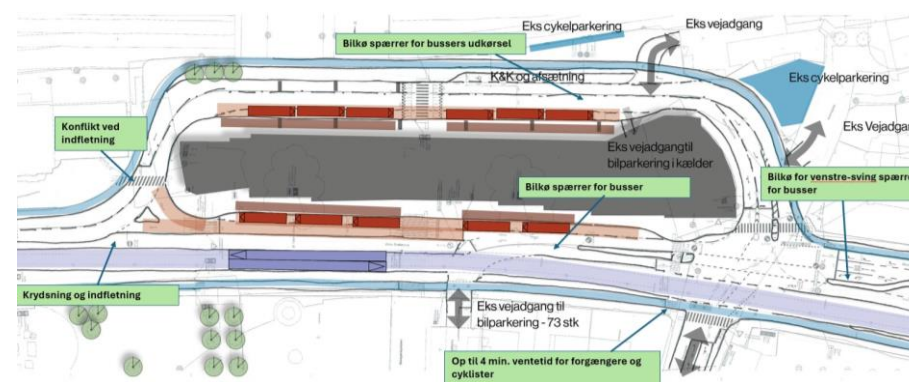 Eks cykelparkering
Eks vejadgang
Bilkø spærrer for bussers udkørsel
K&K og afsætning
Eks cykelparkering
Konflikt ved
indfletning
Eks Vejadgang
Eks vejadgangtil
bilparkering i kælder
Bilkø spærrer for busser
Bilkø for venstre-sving spærrer
for busser
Krydsning og indfletning
Eks vejadgang til
bilparkering - 73 stk
Op til 4 min. ventetid for forgængere og
cyklister